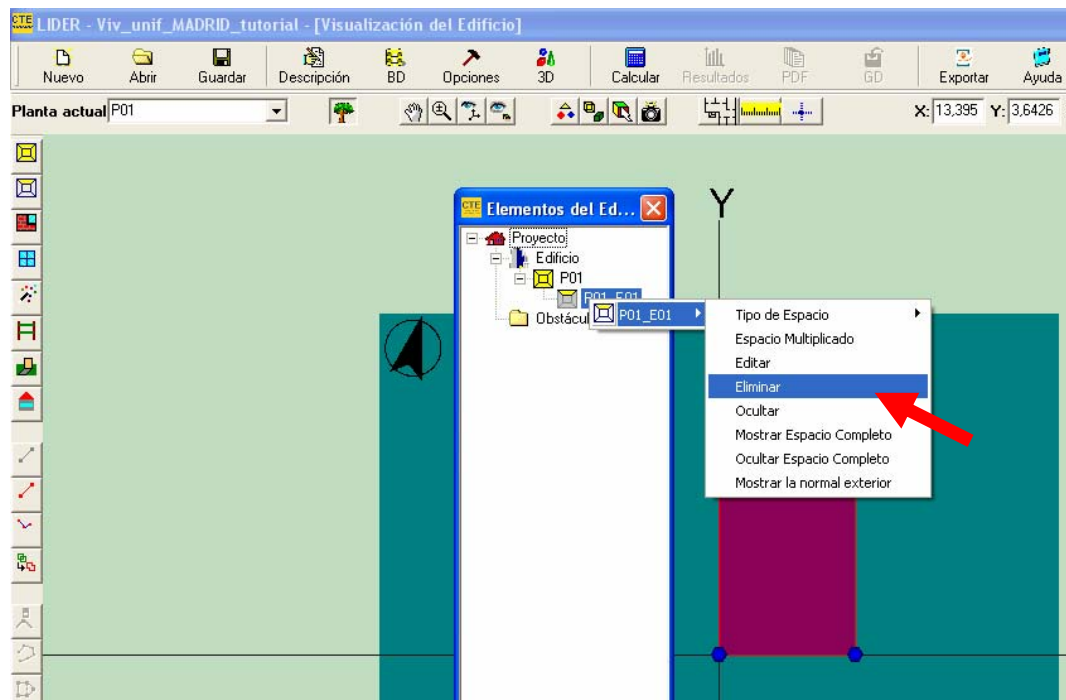 CTE LIDER - Viv_unif_MADRID_tutorial - [Visualización del Edificio]
Nuevo Abrir Guardar Descripción BD Opciones 3D Calcular Resultados PDF GD Exportar Ayuda
Planta actual P01 X: 13,395 Y: 3,6426
CTE Elementos del Ed...
Y
Proyecto
Edificio
P01
P01_E01
Obstácul
P01_E01
Tipo de Espacio
Espacio Multiplicado
Editar
Eliminar
Ocultar
Mostrar Espacio Completo
Ocultar Espacio Completo
Mostrar la normal exterior